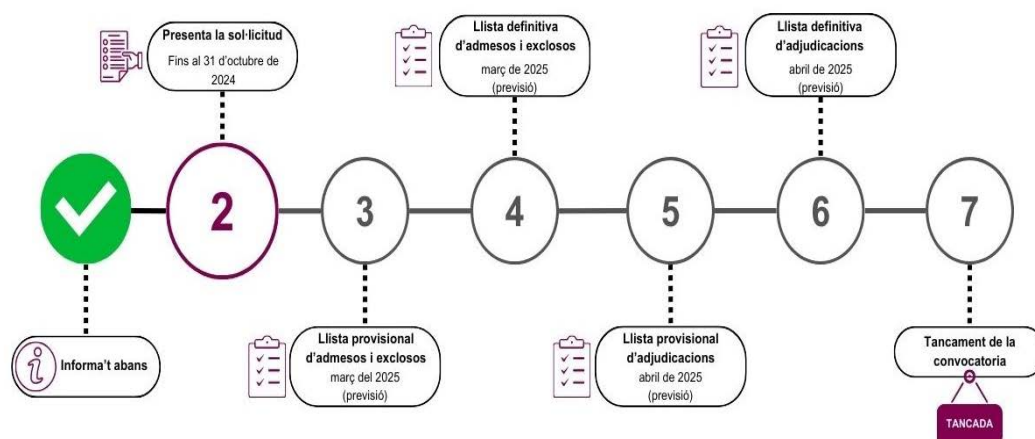 Presenta la sol·licitud
Fins al 31 d'octubre de
2024
Llista definitiva
d'admesos i exclosos
març de 2025
(previsió)
Llista definitiva
d'adjudicacions
abril de 2025
(previsió)
2
3
4
5
6
7
Informa't abans
Llista provisional
d'admesos i exclosos
març del 2025
(previsió)
Llista provisional
d'adjudicacions
abril de 2025
(previsió)
Tancament de la
convocatoria
TANCADA